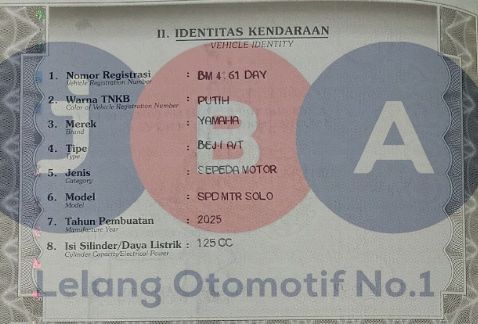 II. IDENTITAS KENDARAAN
VEHICLE IDENTITY
1. Nomor Registrasi : BM 4161 DAY
Vehicle Registration Number
2. Warna TNKB : PUTIH
Color of Vehicle Registration Number
3. Merek : YAMAHA
Brand
4. Tipe : BEJ-I A/T
Type
5. Jenis : SEPEDA MOTOR
Category
6. Model : SPD MTR SOLO
Model
7. Tahun Pembuatan : 2025
Manufacture Year
8. Isi Silinder/Daya Listrik : 125 CC
Cylinder Capacity/Electrical Power
J B A
Lelang Otomotif No.1